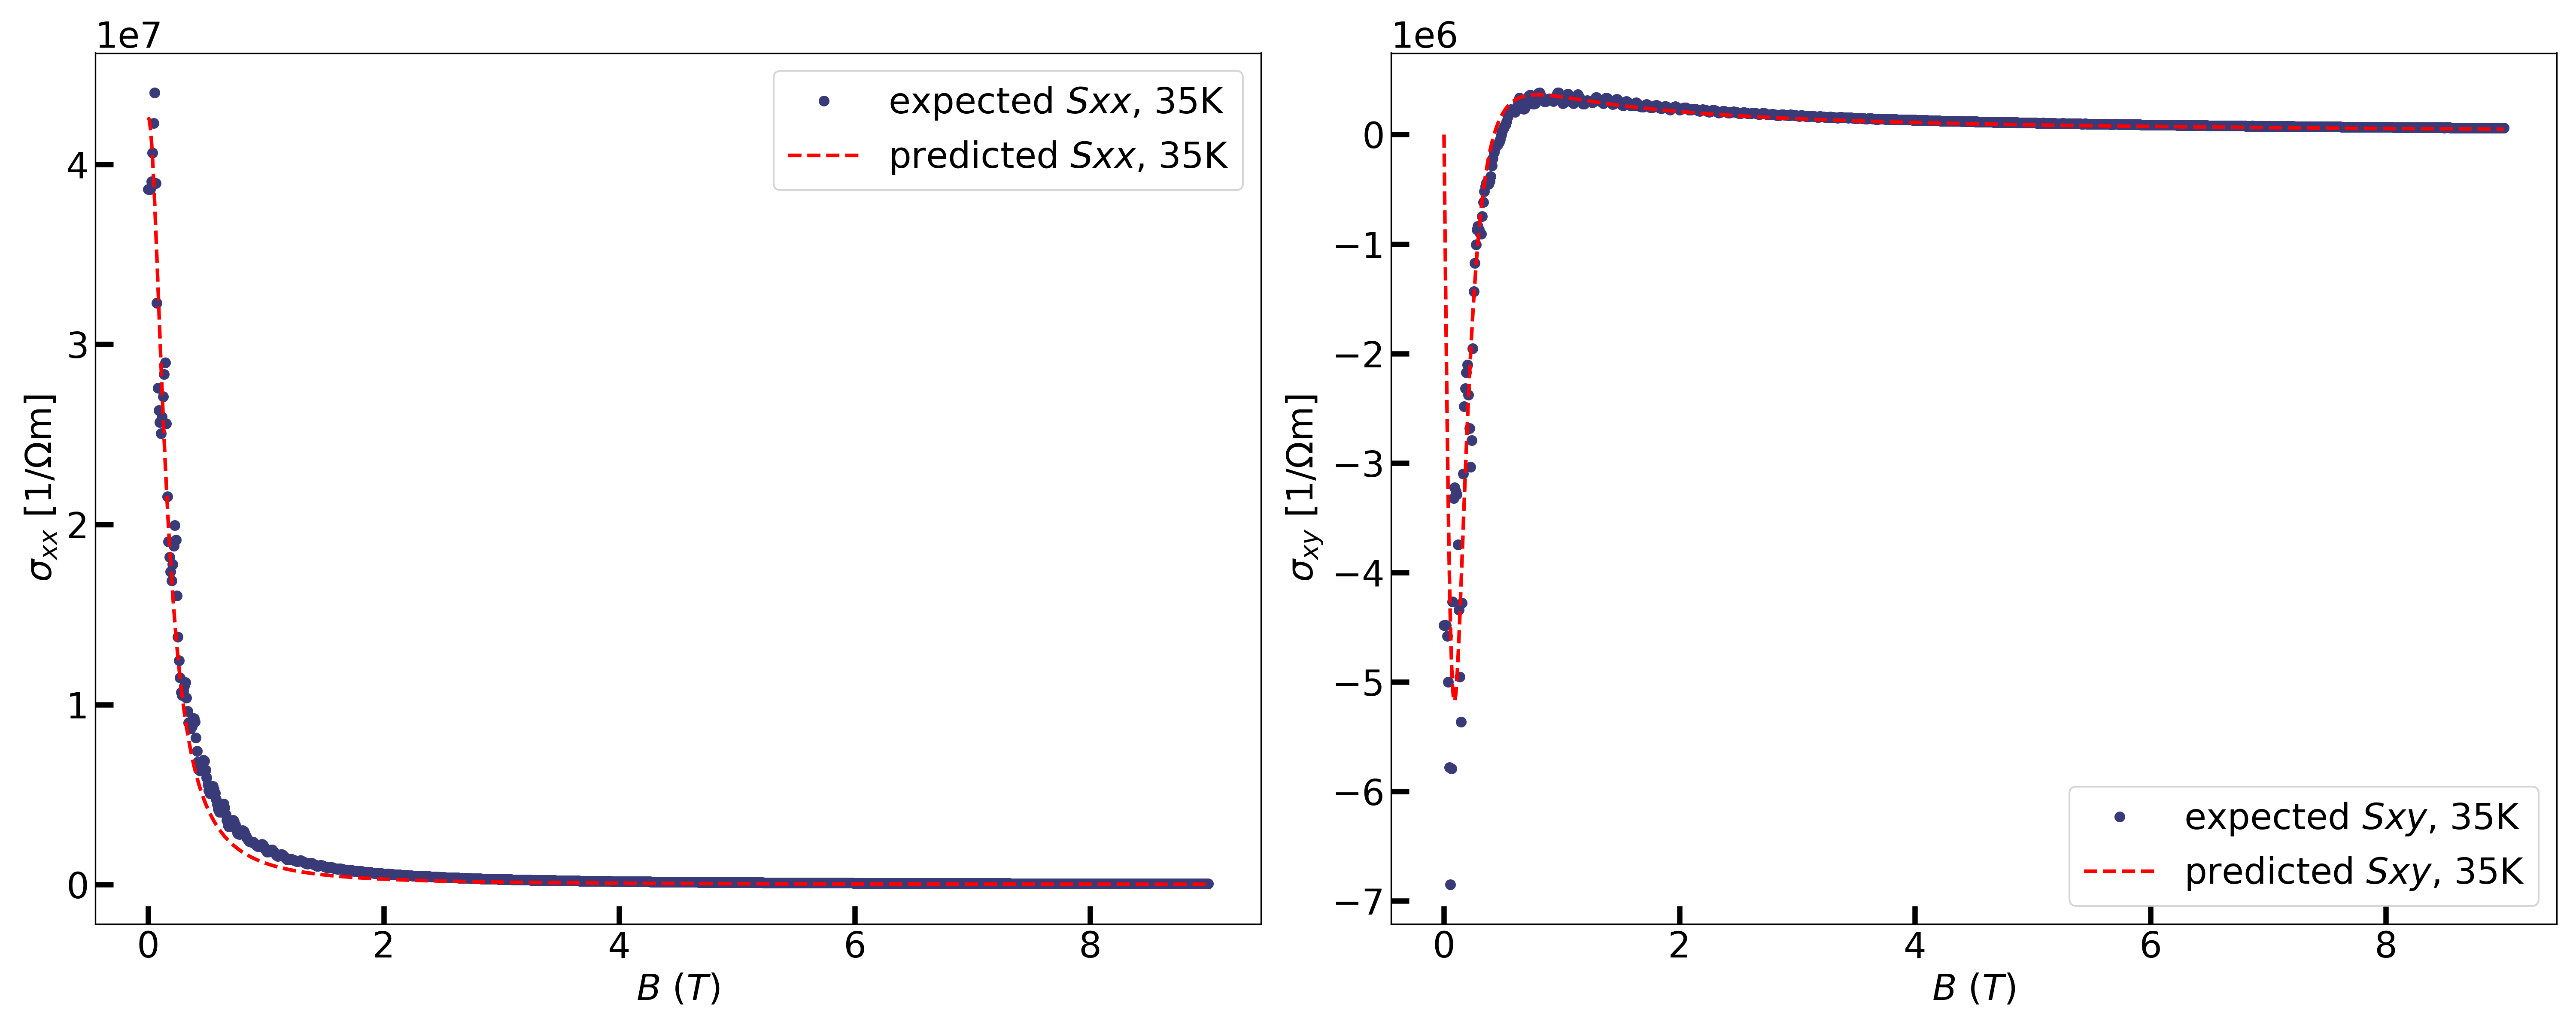 1e7
expected Sxx, 35K
predicted Sxx, 35K
4
3
2
1
0
σxx [1/Ωm]
0 2 4 6 8
B (T)
1e6
0
−1
−2
−3
−4
−5
−6
−7
σxy [1/Ωm]
expected Sxy, 35K
predicted Sxy, 35K
0 2 4 6 8
B (T)